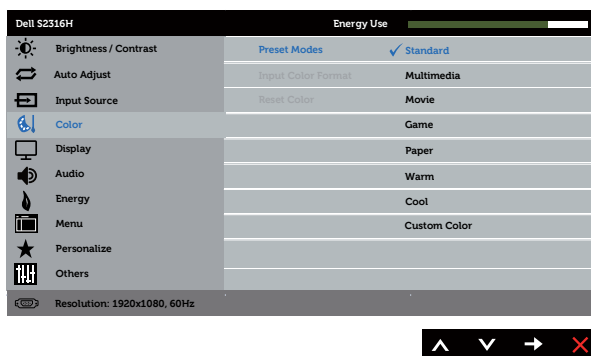 Dell S2316H Energy Use
Brightness / Contrast Preset Modes Standard
Auto Adjust Input Color Format Multimedia
Input Source Reset Color Movie
Color Game
Display Paper
Audio Warm
Energy Cool
Menu Custom Color
Personalize
Others
Resolution: 1920x1080, 60Hz